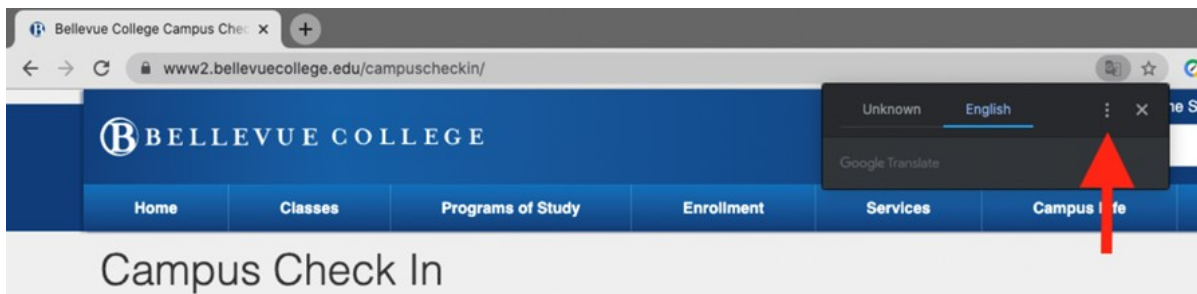 Bellevue College Campus Chec
www2.bellevuecollege.edu/campuscheckin/
Unknown English
Google Translate
BELLEVUE COLLEGE
Home Classes Programs of Study Enrollment Services Campus
Campus Check In